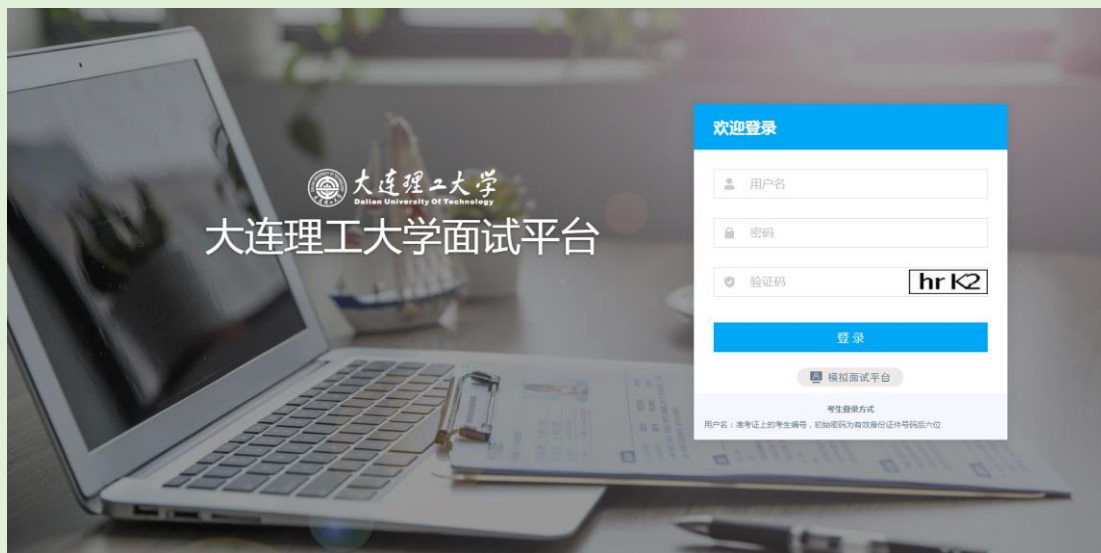 大连理工大学
Dalian University Of Technology
大连理工大学面试平台
欢迎登录
用户名
密码
验证码
hrK2
登 录
模拟面试平台
考生登录方式
用户名:准考证上的考生编号,初始密码为有效身份证件号码后六位